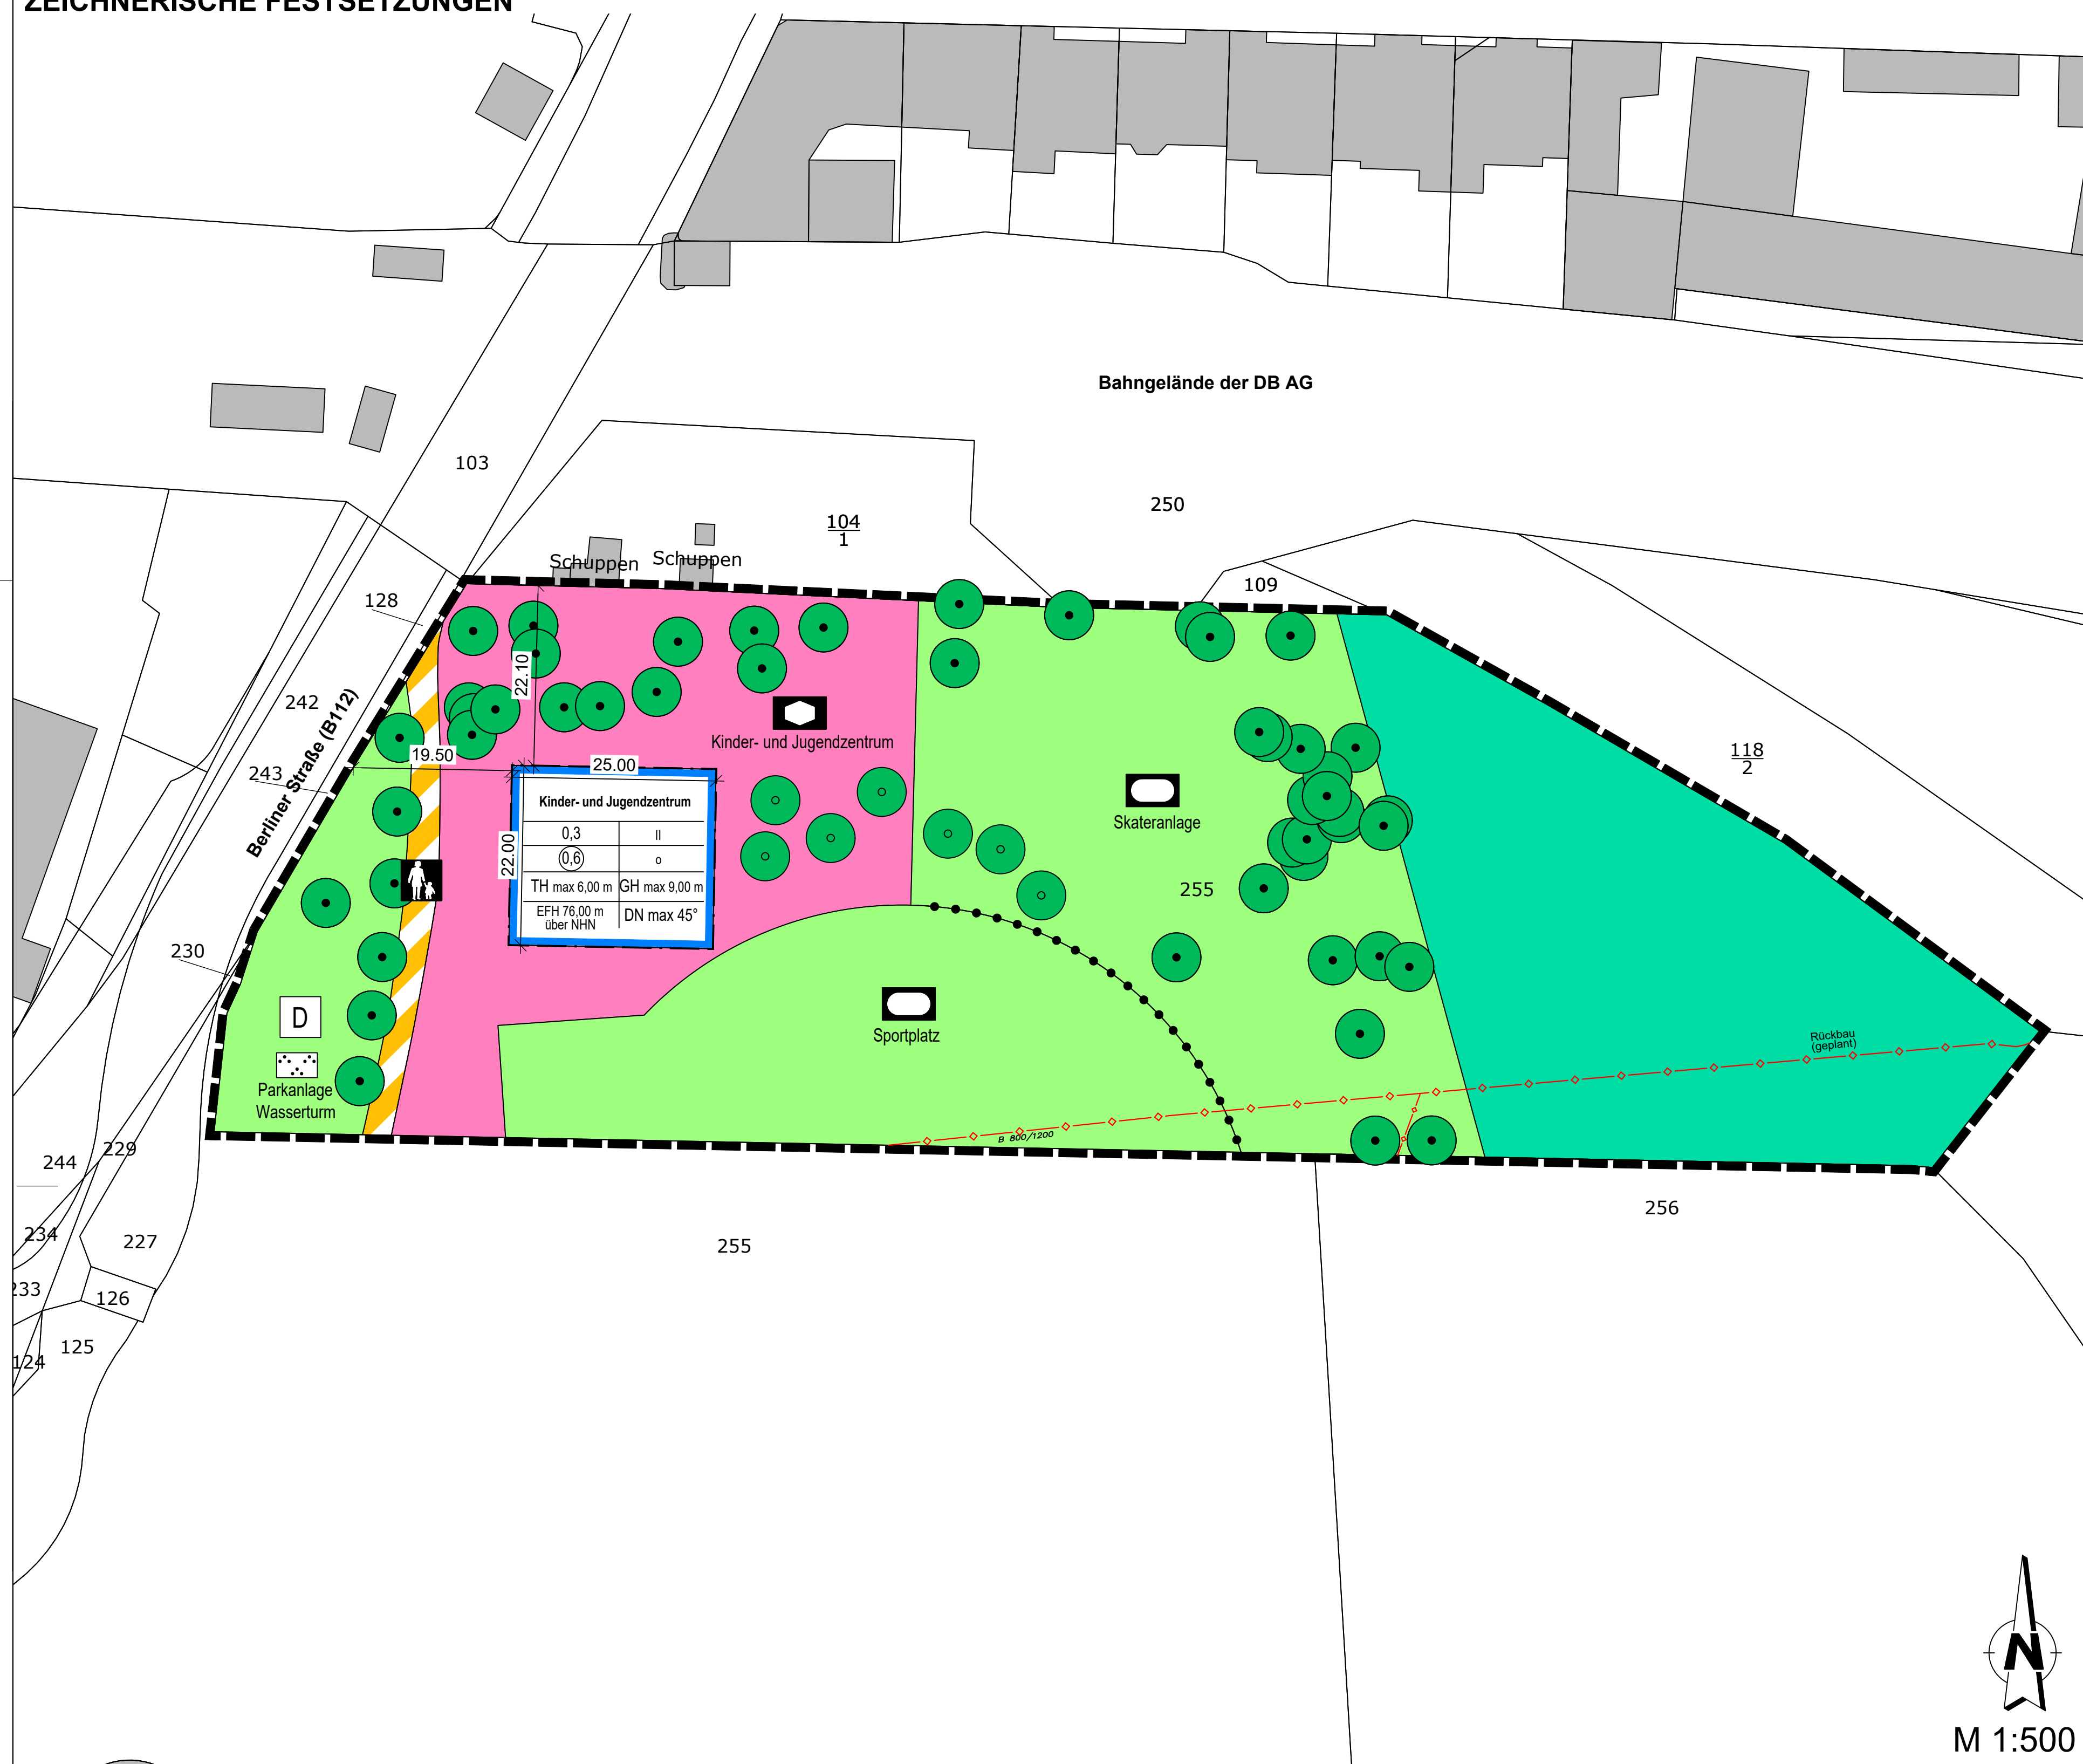 ZEICHNERISCHE FESTSETZUNGEN
Bahngelände der DB AG
103
250
104
1
Schuppen
Schuppen
109
128
22.10
242
Berliner Straße (B112)
243
19.50
25.00
22.00
Kinder- und Jugendzentrum
118
2
Kinder- und Jugendzentrum
0,3
II
0,6
o
TH max 6,00 m
GH max 9,00 m
EFH 76,00 m
über NHN
DN max 45°
Skateranlage
255
230
D
Parkanlage
Wasserturm
Sportplatz
Rückbau
(geplant)
B 800/1200
244
229
234
227
233
126
125
124
255
256
N
M 1:500